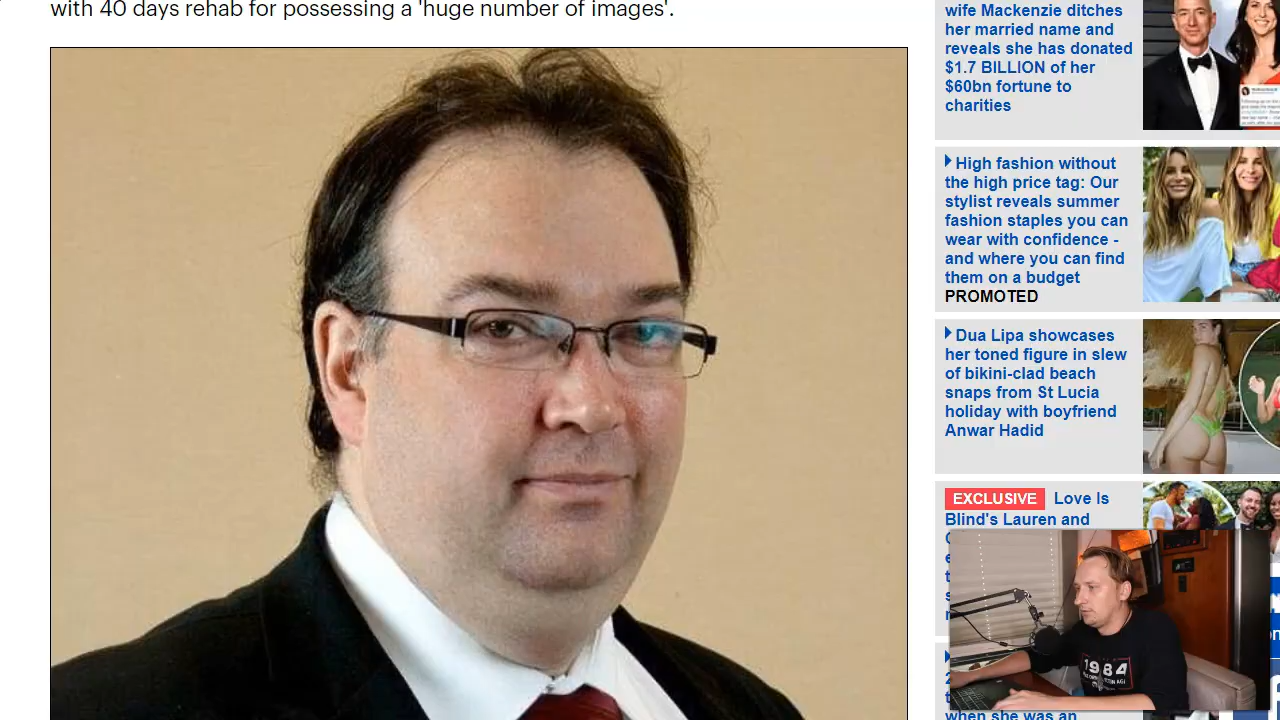 with 40 days rehab for possessing a 'huge number of images'.
wife Mackenzie ditches
her married name and
reveals she has donated
$1.7 BILLION of her
$60bn fortune to
charities
High fashion without
the high price tag: Our
stylist reveals summer
fashion staples you can
wear with confidence -
and where you can find
them on a budget
PROMOTED
Dua Lipa showcases
her toned figure in slew
of bikini-clad beach
snaps from St Lucia
holiday with boyfriend
Anwar Hadid
EXCLUSIVE Love Is
Blind's Lauren and
1984
when she was an